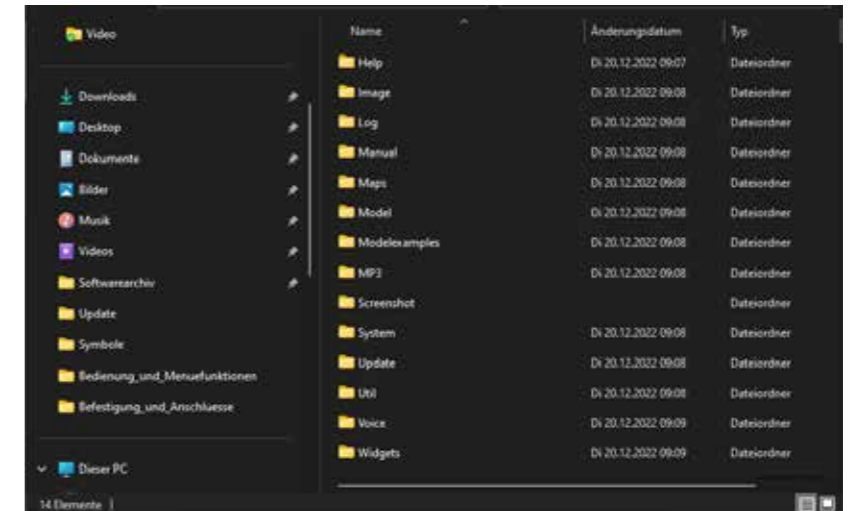 Video
Downloads
Desktop
Dokumente
Bilder
Musik
Videos
Softwarearchiv
Update
Symbole
Bedienung_und_Menuefunktionen
Befestigung_und_Anschluesse
Dieser PC
Name Änderungsdatum Typ
Help Di 20.12.2022 09:07 Dateiordner
Image Di 20.12.2022 09:08 Dateiordner
Log Di 20.12.2022 09:08 Dateiordner
Manual Di 20.12.2022 09:08 Dateiordner
Maps Di 20.12.2022 09:08 Dateiordner
Model Di 20.12.2022 09:08 Dateiordner
Modelexamples Di 20.12.2022 09:08 Dateiordner
MP3 Di 20.12.2022 09:08 Dateiordner
Screenshot Dateiordner
System Di 20.12.2022 09:08 Dateiordner
Update Di 20.12.2022 09:08 Dateiordner
Util Di 20.12.2022 09:08 Dateiordner
Voice Di 20.12.2022 09:09 Dateiordner
Widgets Di 20.12.2022 09:09 Dateiordner
14 Elemente